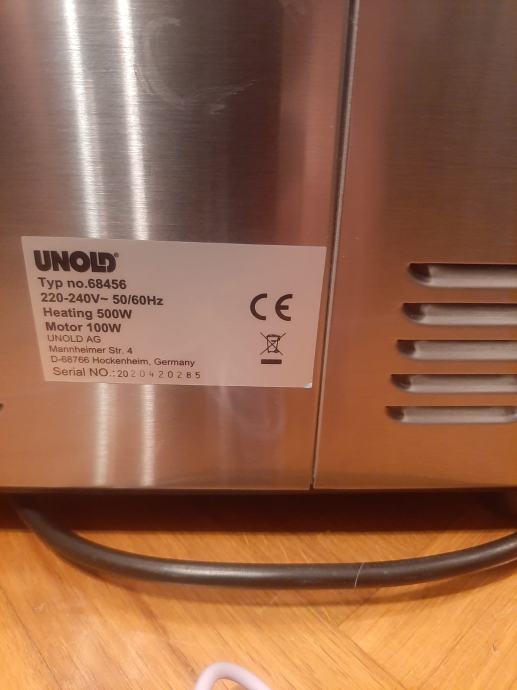 UNOLD®
Typ no.68456
220-240V~ 50/60Hz
Heating 500W
Motor 100W
UNOLD AG
Mannheimer Str. 4
D-68766 Hockenheim, Germany
Serial NO.:2020420285
CE